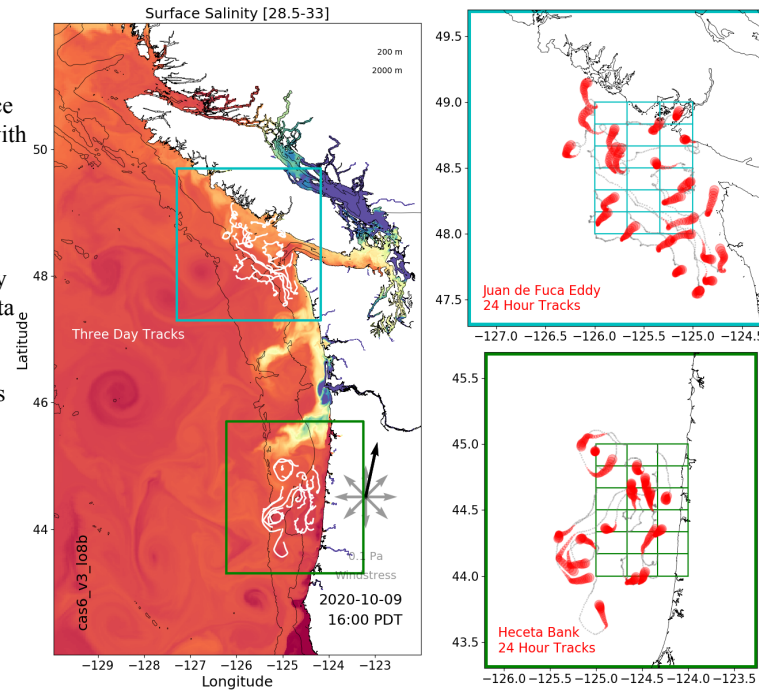 ce
with
y
ta
s
Surface Salinity [28.5-33]
200 m
2000 m
50
48
46
44
Latitude
Three Day Tracks
cas6_v3_lo8b
0.1 Pa
Windstress
2020-10-09
16:00 PDT
−129 −128 −127 −126 −125 −124 −123
Longitude
49.5
49.0
48.5
48.0
47.5
Juan de Fuca Eddy
24 Hour Tracks
−127.0 −126.5 −126.0 −125.5 −125.0 −124.
45.5
45.0
44.5
44.0
43.5
Heceta Bank
24 Hour Tracks
−126.0 −125.5 −125.0 −124.5 −124.0 −123.5